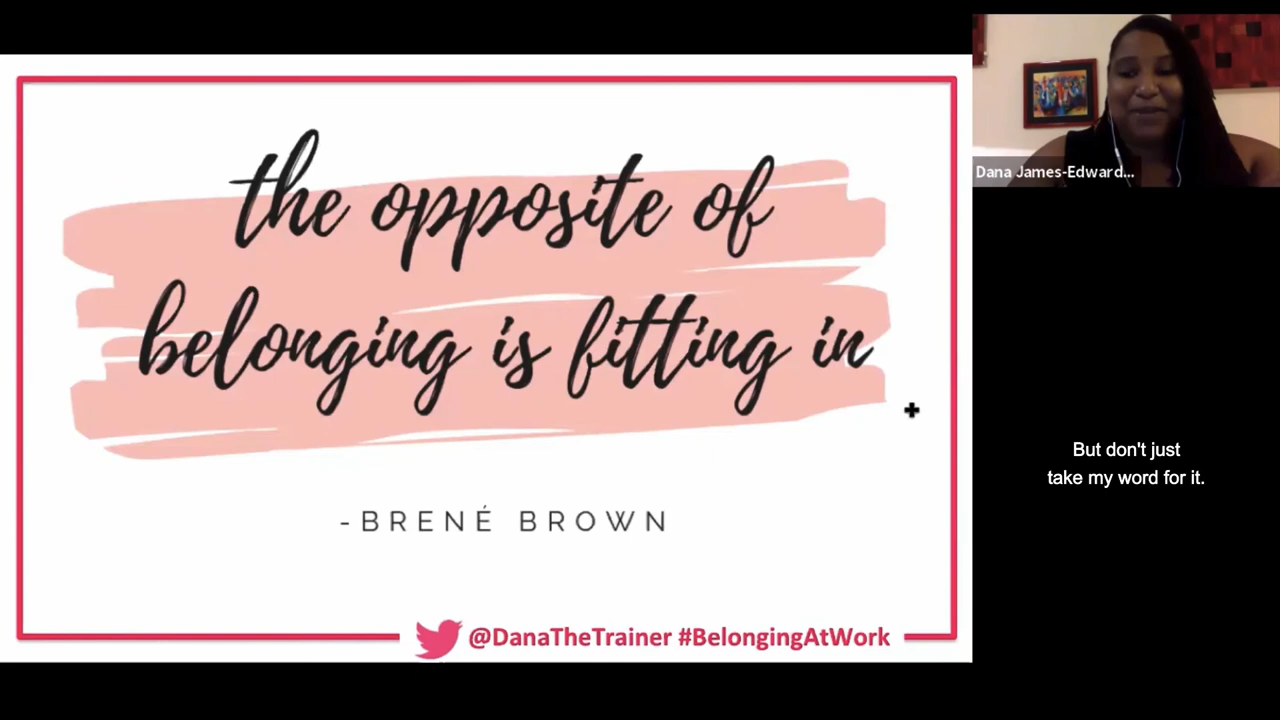 the opposite of
belonging is fitting in
-BRENÉ BROWN
@DanaTheTrainer #BelongingAtWork
Dana James-Edward...
But don't just
take my word for it.